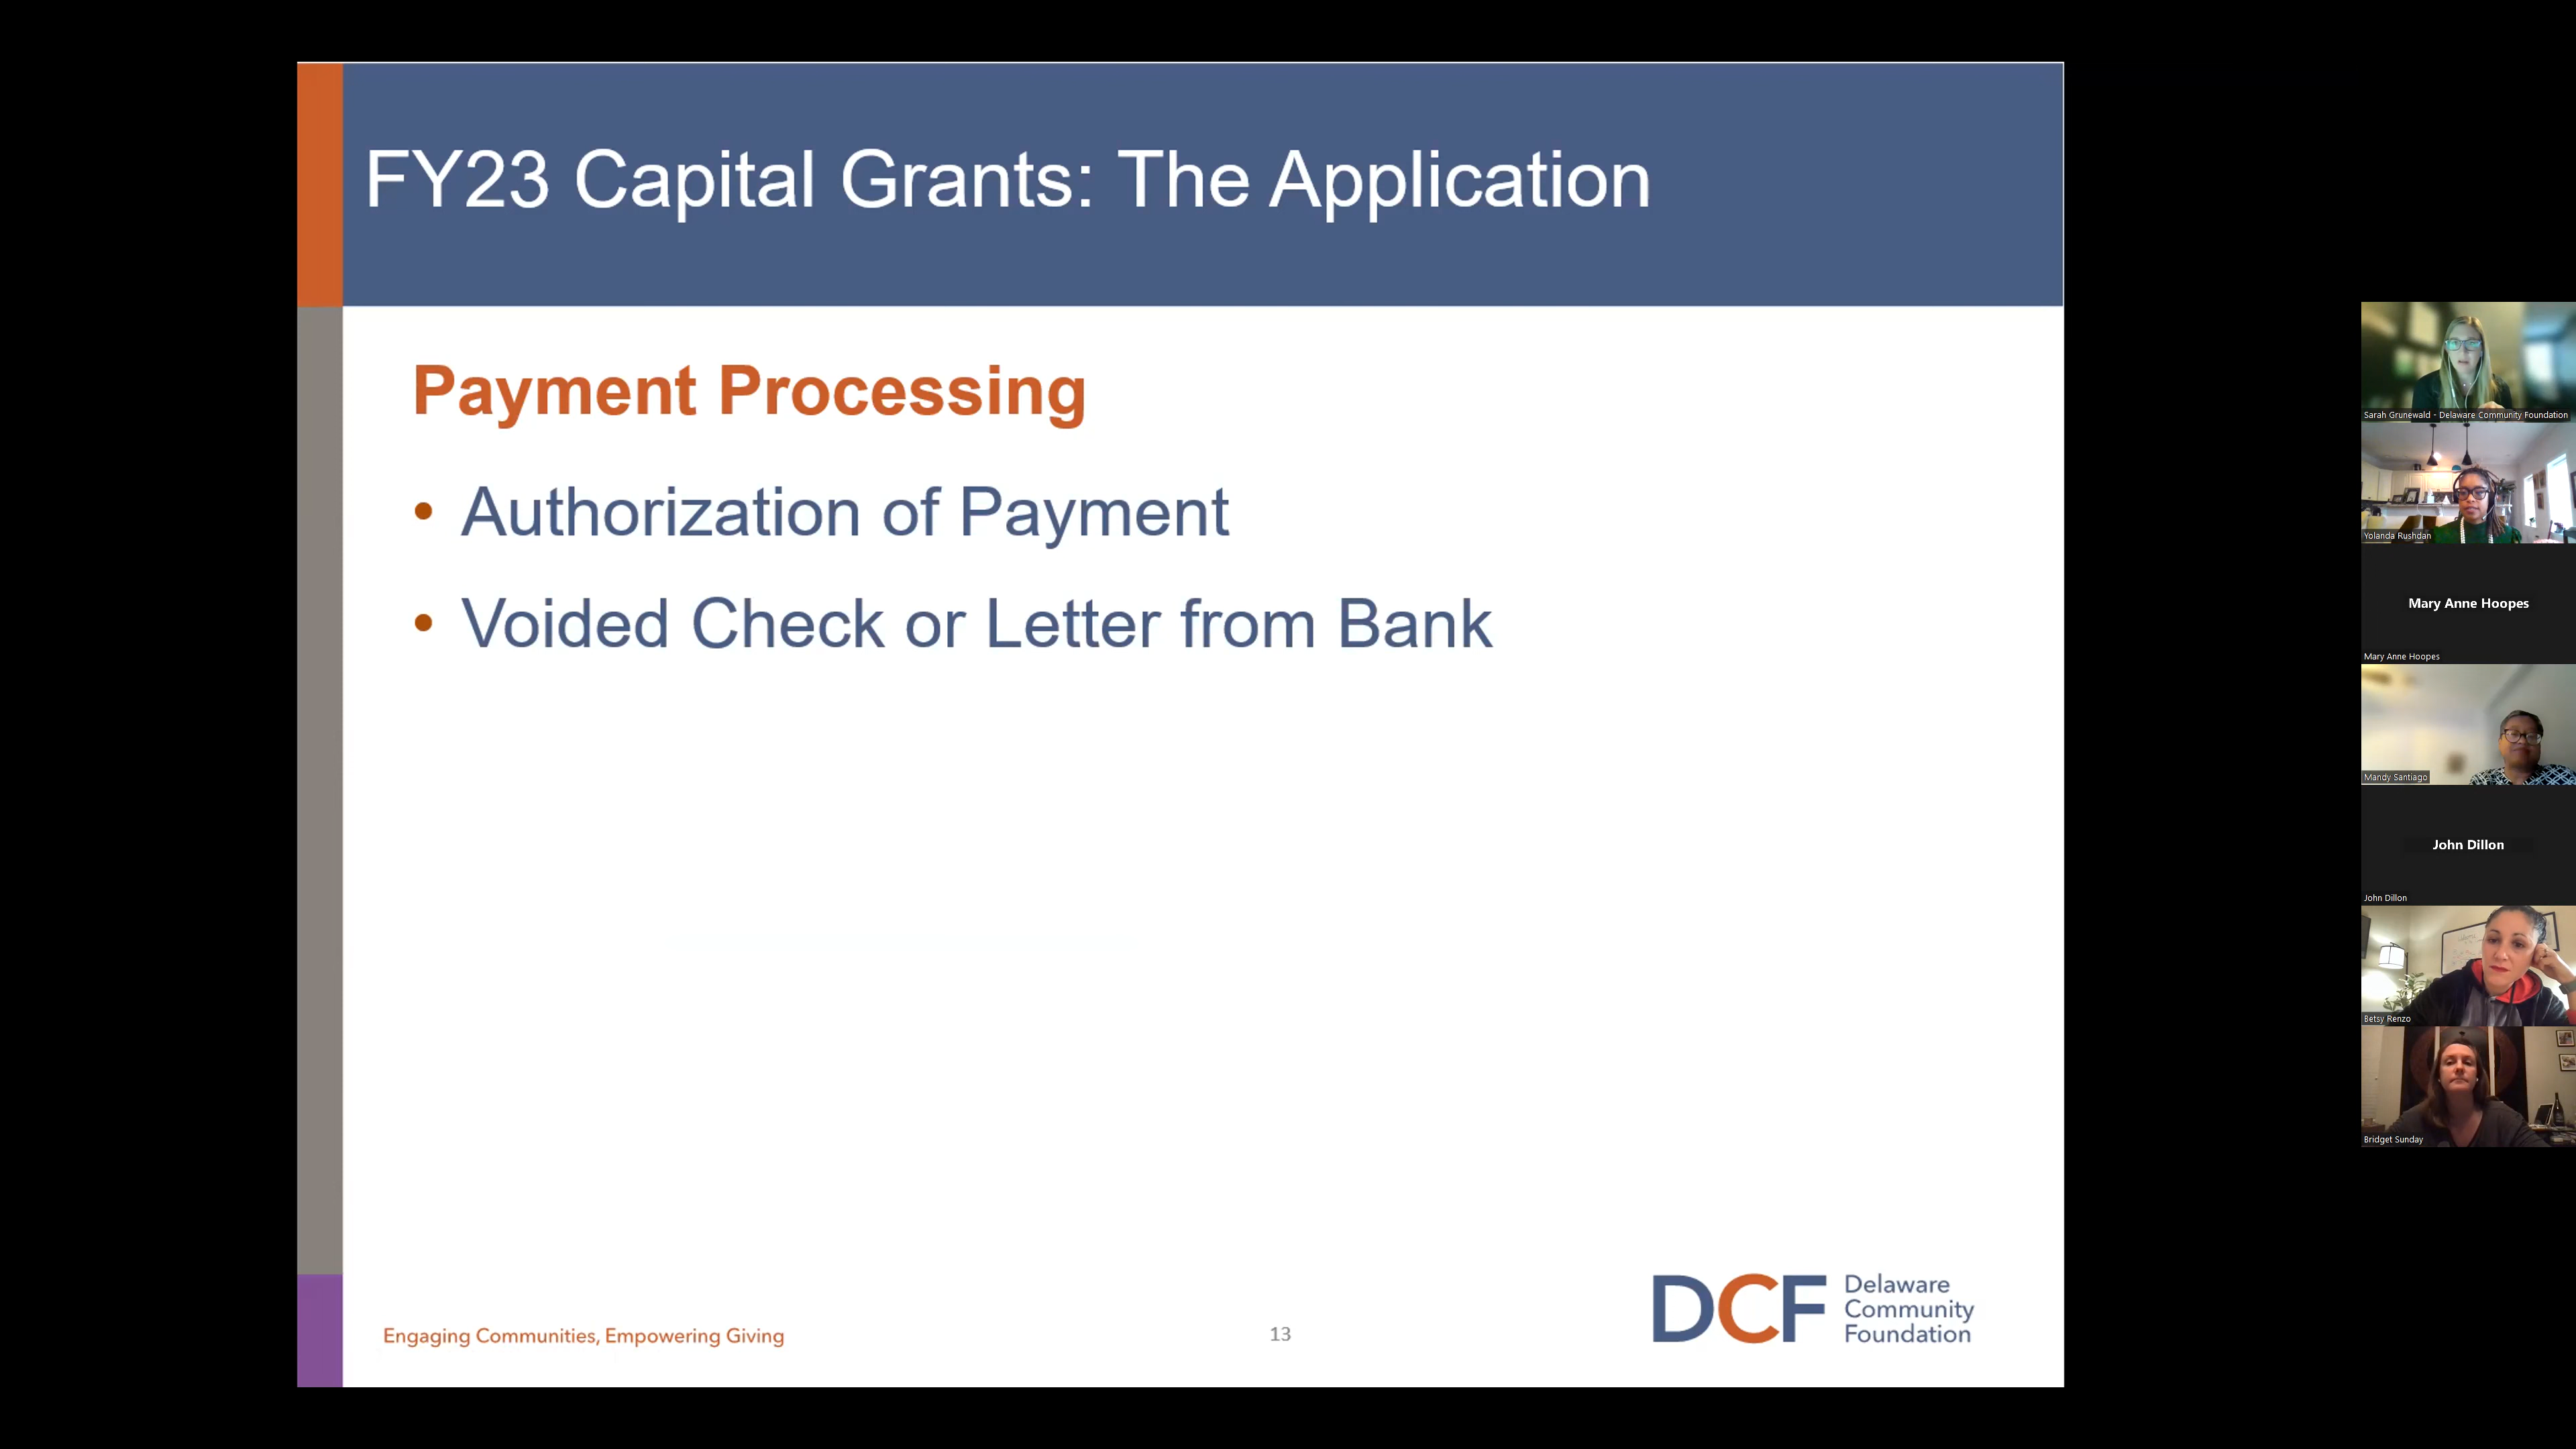 FY23 Capital Grants: The Application
Payment Processing
• Authorization of Payment
• Voided Check or Letter from Bank
Engaging Communities, Empowering Giving
13
DCF
Delaware
Community
Foundation
Sarah Grunewald - Delaware Community Foundation
Yolanda Rushdan
Mary Anne Hoopes
Mary Anne Hoopes
Mandy Santiago
John Dillon
John Dillon
Betsy Renzo
Bridget Sunday